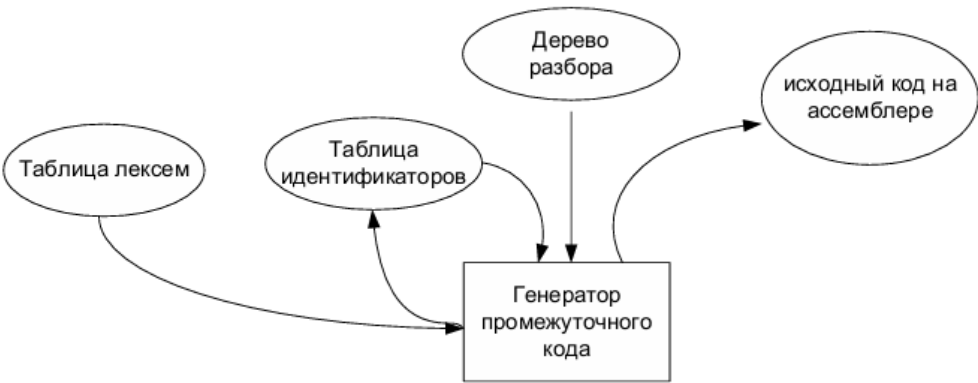 Дерево
разбора
исходный код на
ассемблере
Таблица лексем
Таблица
идентификаторов
Генератор
промежуточного
кода